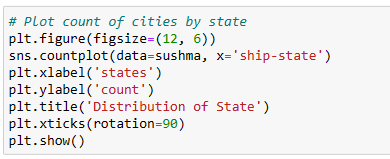 # Plot count of cities by state
plt.figure(figsize=(12, 6))
sns.countplot(data=sushma, x='ship-state')
plt.xlabel('states')
plt.ylabel('count')
plt.title('Distribution of State')
plt.xticks(rotation=90)
plt.show()